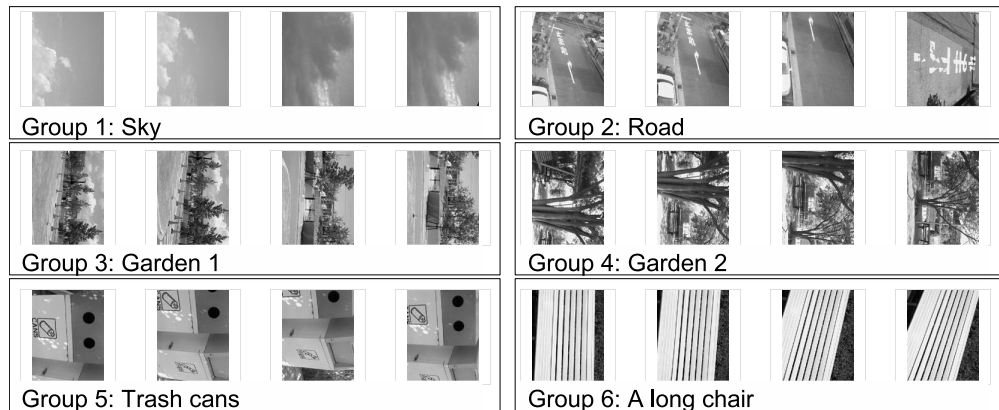 Group 1: Sky
Group 2: Road
Group 3: Garden 1
Group 4: Garden 2
CANS
Group 5: Trash cans
Group 6: A long chair